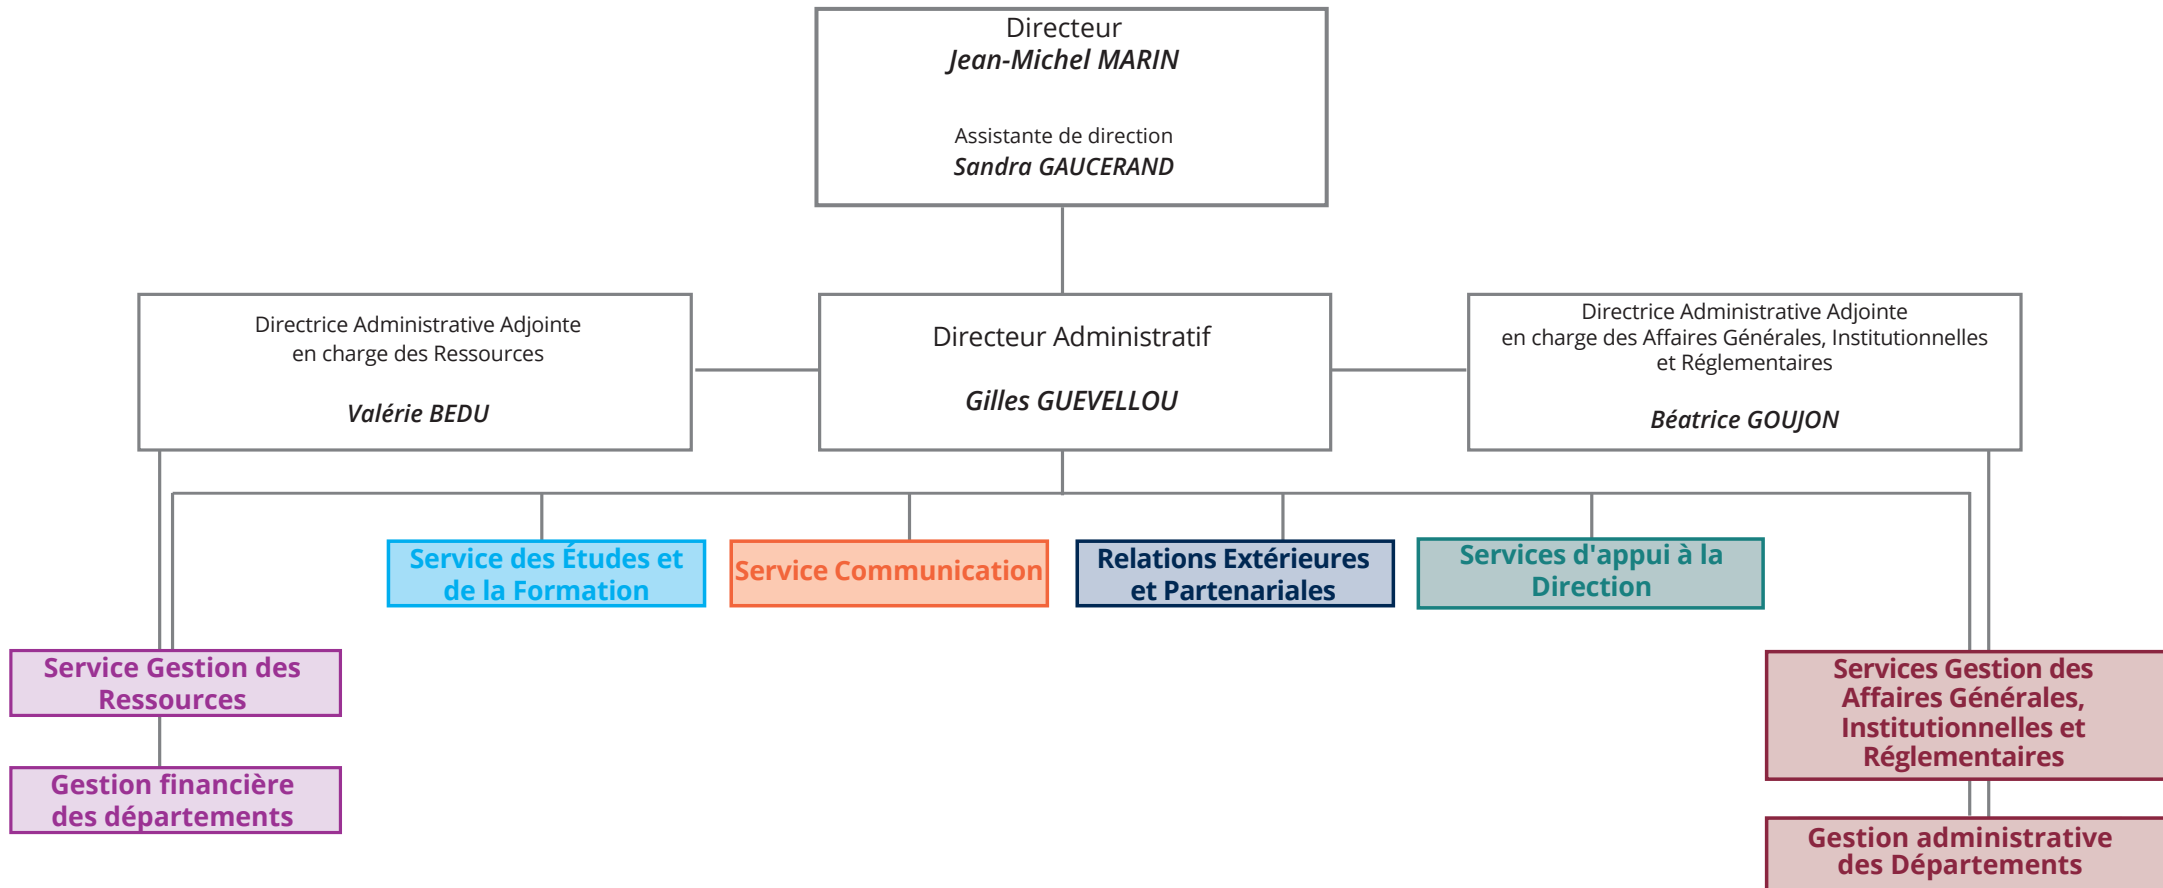 Directeur
Jean-Michel MARIN
Assistante de direction
Sandra GAUCERAND
Directrice Administrative Adjointe
en charge des Ressources
Valérie BEDU
Directeur Administratif
Gilles GUEVELLOU
Directrice Administrative Adjointe
en charge des Affaires Générales, Institutionnelles
et Réglementaires
Béatrice GOUJON
Service des Études et
de la Formation
Service Communication
Relations Extérieures
et Partenariales
Services d'appui à la
Direction
Service Gestion des
Ressources
Gestion financière
des départements
Services Gestion des
Affaires Générales,
Institutionnelles et
Réglementaires
Gestion administrative
des Départements